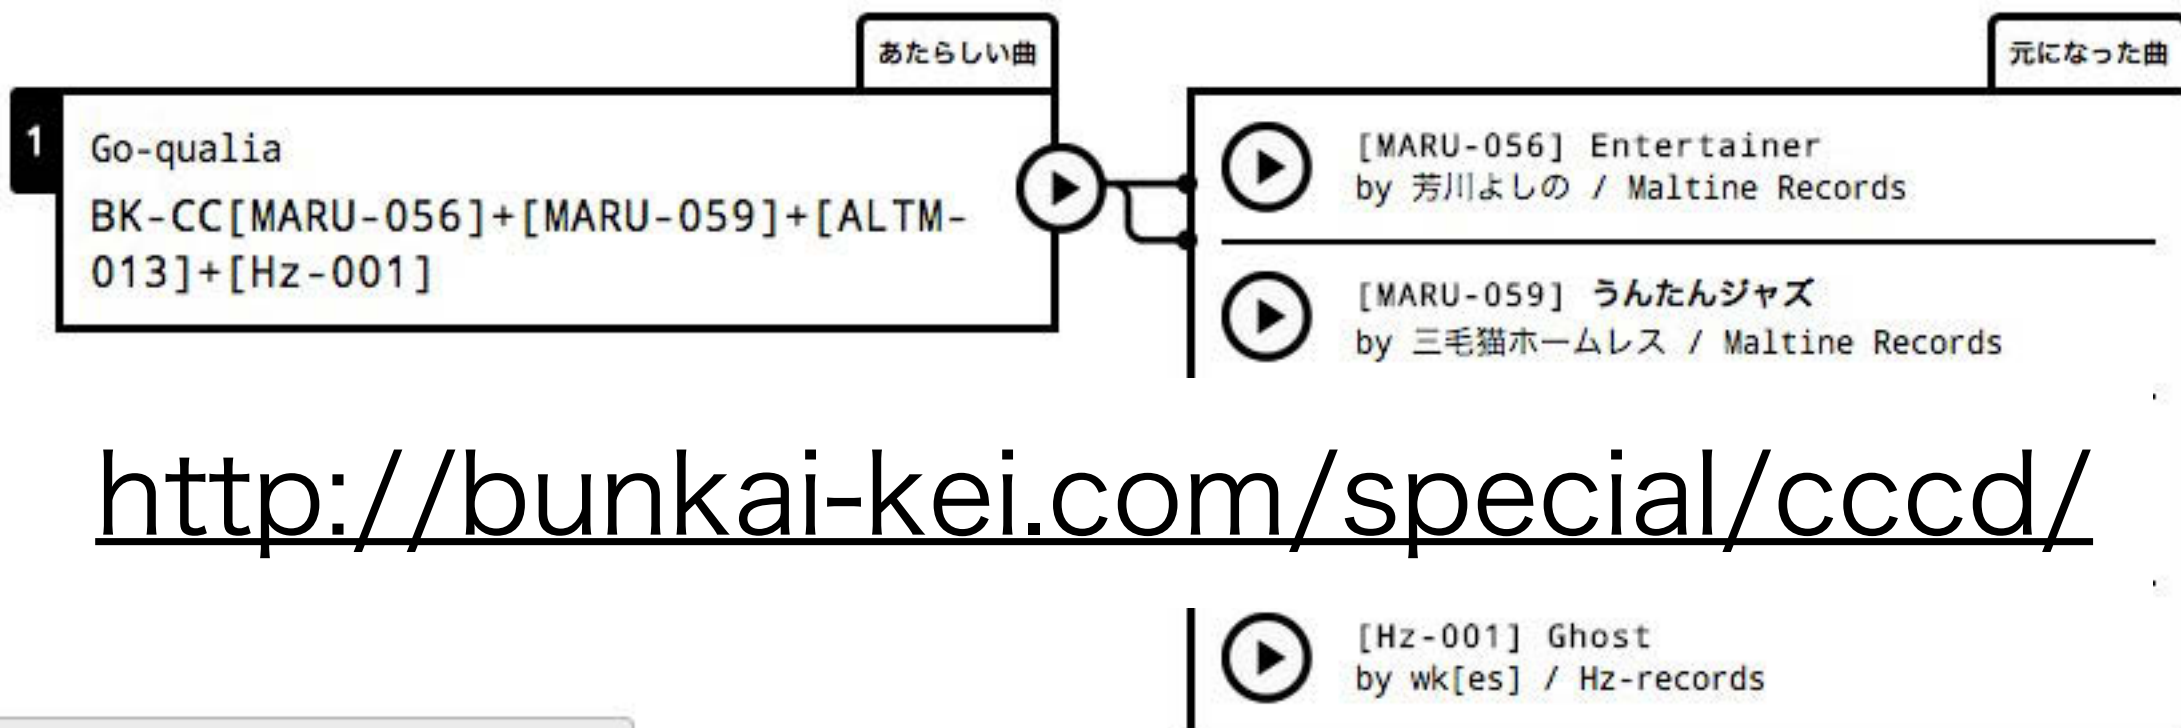 あたらしい曲
元になった曲
1
Go-qualia
BK-CC[MARU-056]+[MARU-059]+[ALTM-
013]+[Hz-001]
[MARU-056] Entertainer
by 芳川よしの / Maltine Records
[MARU-059] うんたんジャズ
by 三毛猫ホームレス / Maltine Records
http://bunkai-kei.com/special/cccd/
[Hz-001] Ghost
by wk[es] / Hz-records